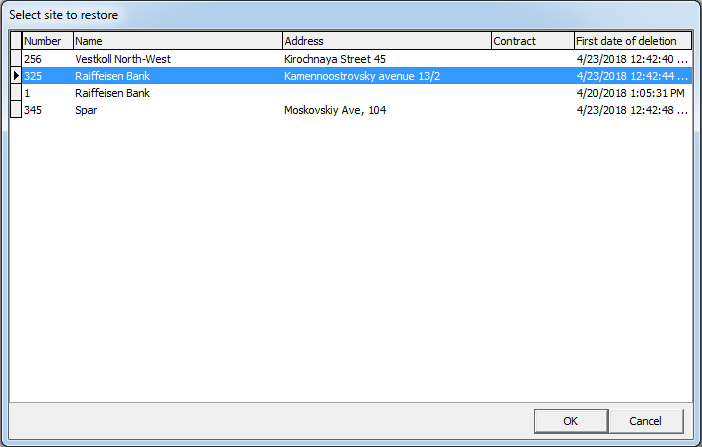 Select site to restore
Number Name Address Contract First date of deletion
256 Vestkoll North-West Kirochnaya Street 45 4/23/2018 12:42:40 ...
325 Raiffeisen Bank Kamennoostrovsky avenue 13/2 4/23/2018 12:42:44 ...
1 Raiffeisen Bank 4/20/2018 1:05:31 PM
345 Spar Moskovskiy Ave, 104 4/23/2018 12:42:48 ...
OK Cancel